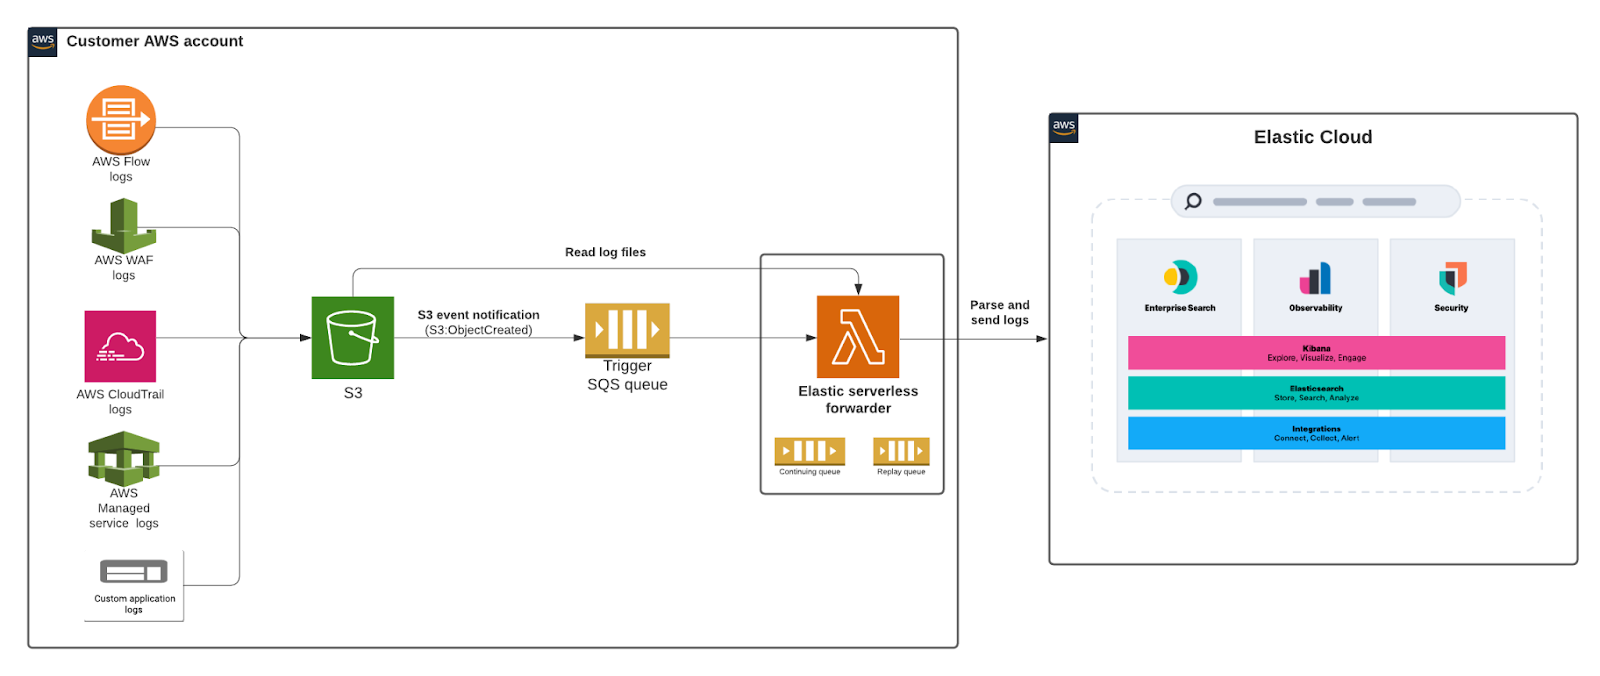 aws
Customer AWS account
AWS Flow
logs
AWS WAF
logs
AWS CloudTrail
logs
AWS
Managed
service logs
Custom application
logs
S3
Read log files
S3 event notification
(S3:ObjectCreated)
Trigger
SQS queue
Elastic serverless
forwarder
Continuing queue
Replay queue
Parse and
send logs
aws
Elastic Cloud
Enterprise Search
Observability
Security
Kibana
Explore, Visualize, Engage
Elasticsearch
Store, Search, Analyze
Integrations
Connect, Collect, Alert